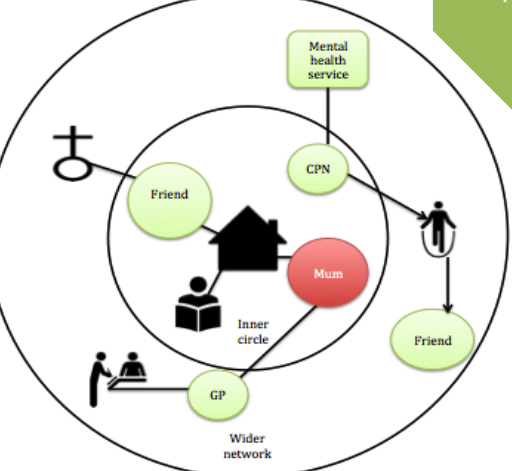 Mental
health
service
CPN
Friend
Mum
Inner
circle
Friend
GP
Wider
network